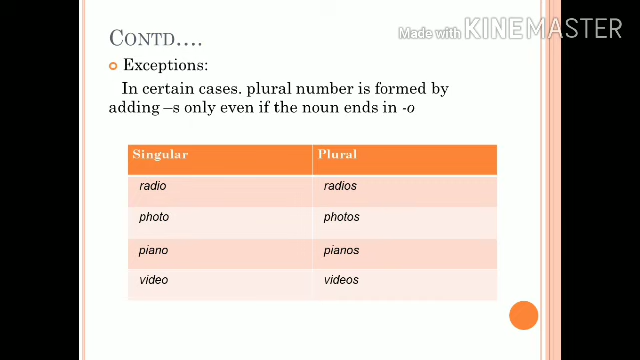 CONTD….
Made with KINEMASTER
Exceptions:
In certain cases. plural number is formed by
adding –s only even if the noun ends in -o
Singular Plural
radio radios
photo photos
piano pianos
video videos